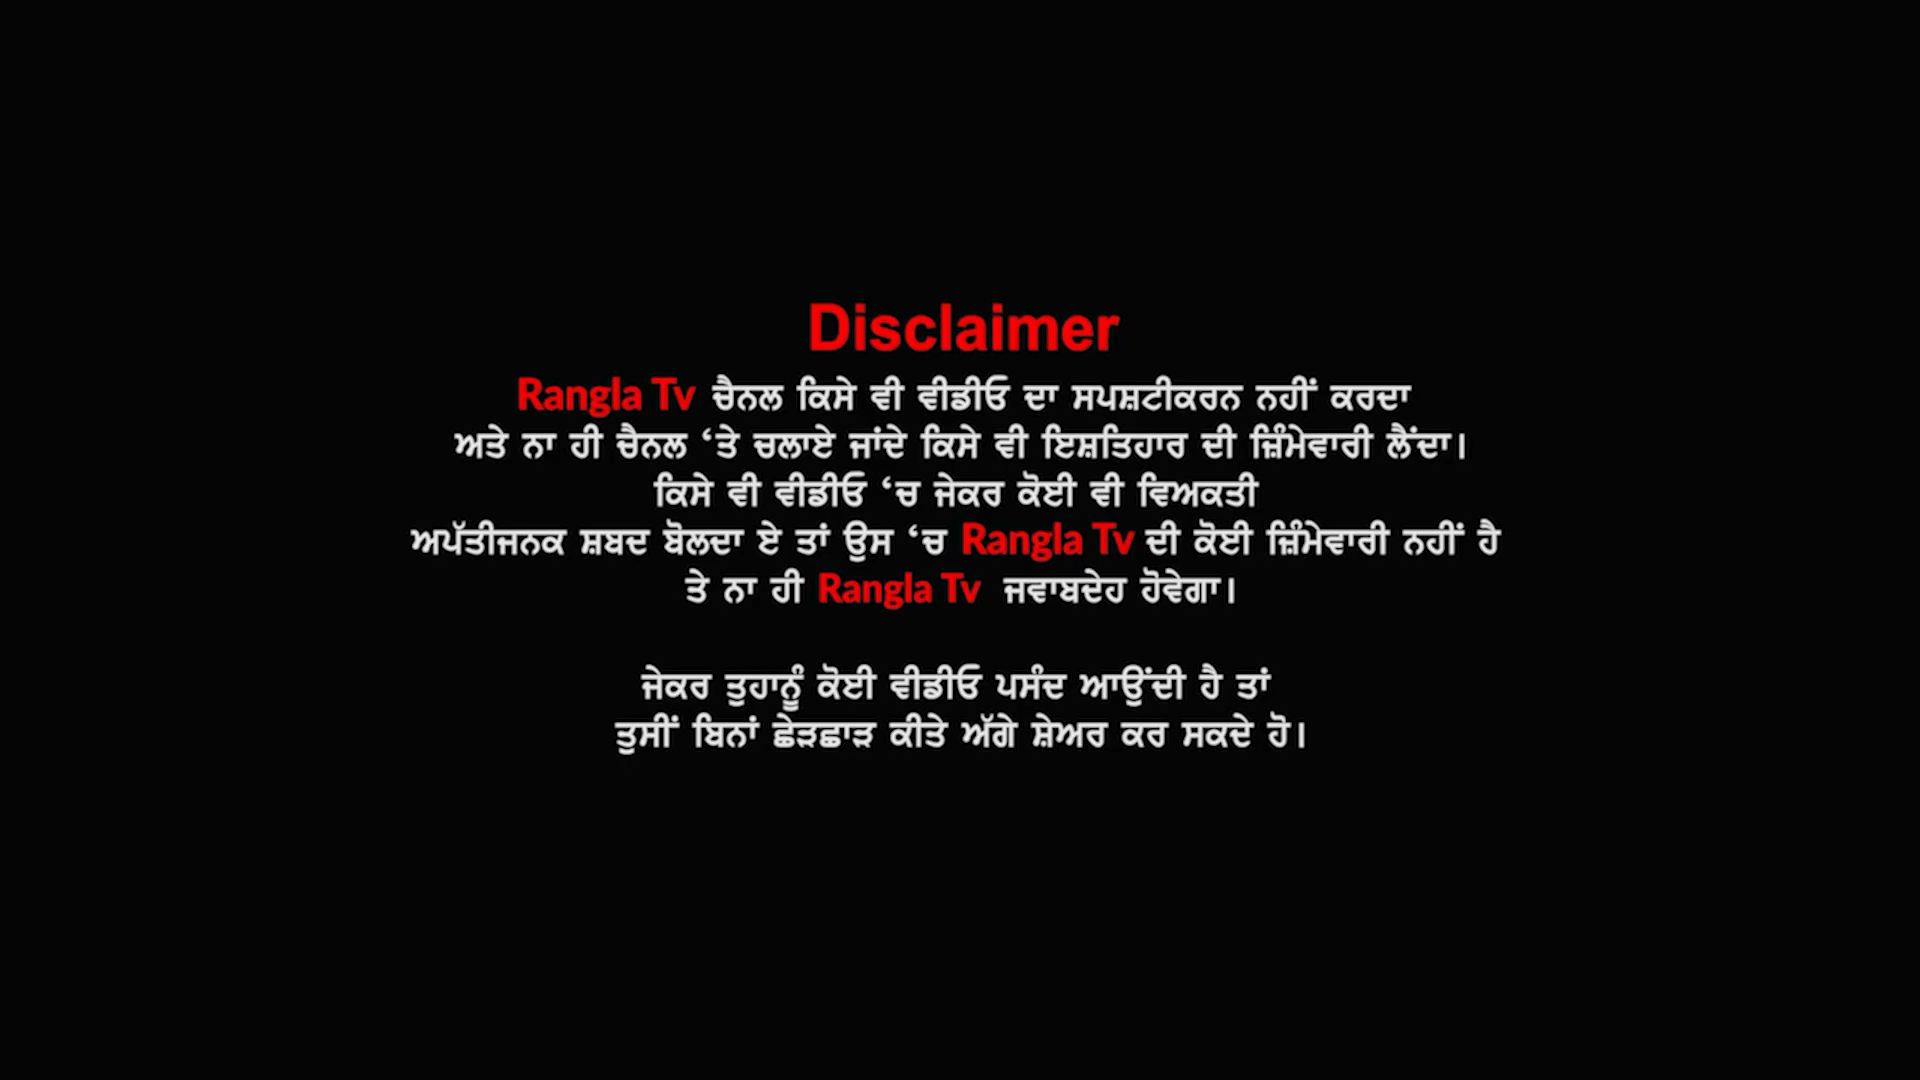 Disclaimer
Rangla Tv ਚੈਨਲ ਕਿਸੇ ਵੀ ਵੀਡੀਓ ਦਾ ਸਪਸ਼ਟੀਕਰਨ ਨਹੀਂ ਕਰਦਾ
ਅਤੇ ਨਾ ਹੀ ਚੈਨਲ ‘ਤੇ ਚਲਾਏ ਜਾਂਦੇ ਕਿਸੇ ਵੀ ਇਸ਼ਤਿਹਾਰ ਦੀ ਜ਼ਿੰਮੇਵਾਰੀ ਲੈਂਦਾ।
ਕਿਸੇ ਵੀ ਵੀਡੀਓ ‘ਚ ਜੇਕਰ ਕੋਈ ਵੀ ਵਿਅਕਤੀ
ਅਪੱਤੀਜਨਕ ਸ਼ਬਦ ਬੋਲਦਾ ਏ ਤਾਂ ਉਸ ‘ਚ Rangla Tv ਦੀ ਕੋਈ ਜ਼ਿੰਮੇਵਾਰੀ ਨਹੀਂ ਹੈ
ਤੇ ਨਾ ਹੀ Rangla Tv ਜਵਾਬਦੇਹ ਹੋਵੇਗਾ।
ਜੇਕਰ ਤੁਹਾਨੂੰ ਕੋਈ ਵੀਡੀਓ ਪਸੰਦ ਆਉਂਦੀ ਹੈ ਤਾਂ
ਤੁਸੀਂ ਬਿਨਾਂ ਛੇੜਛਾੜ ਕੀਤੇ ਅੱਗੇ ਸ਼ੇਅਰ ਕਰ ਸਕਦੇ ਹੋ।